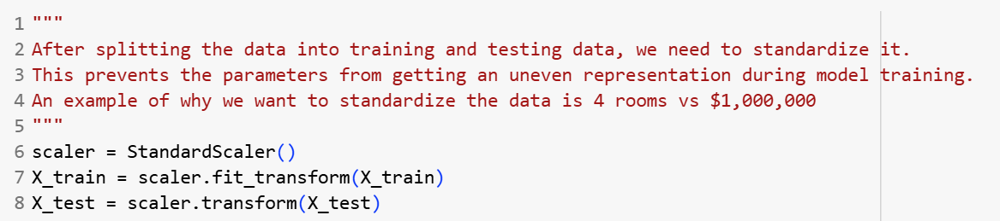 1 """
2 After splitting the data into training and testing data, we need to standardize it.
3 This prevents the parameters from getting an uneven representation during model training.
4 An example of why we want to standardize the data is 4 rooms vs $1,000,000
5 """
6 scaler = StandardScaler()
7 X_train = scaler.fit_transform(X_train)
8 X_test = scaler.transform(X_test)